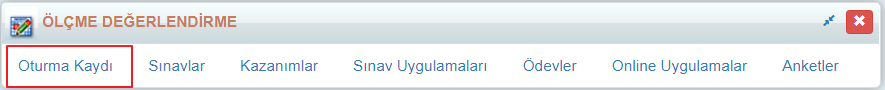 ÖLÇME DEĞERLENDİRME
Oturma Kaydı Sınavlar Kazanımlar Sınav Uygulamaları Ödevler Online Uygulamalar Anketler